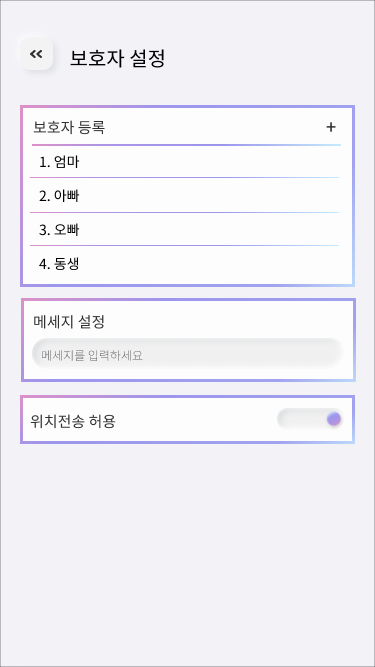 보호자 설정
보호자 등록 +
1. 엄마
2. 아빠
3. 오빠
4. 동생
메세지 설정
메세지를 입력하세요
위치전송 허용